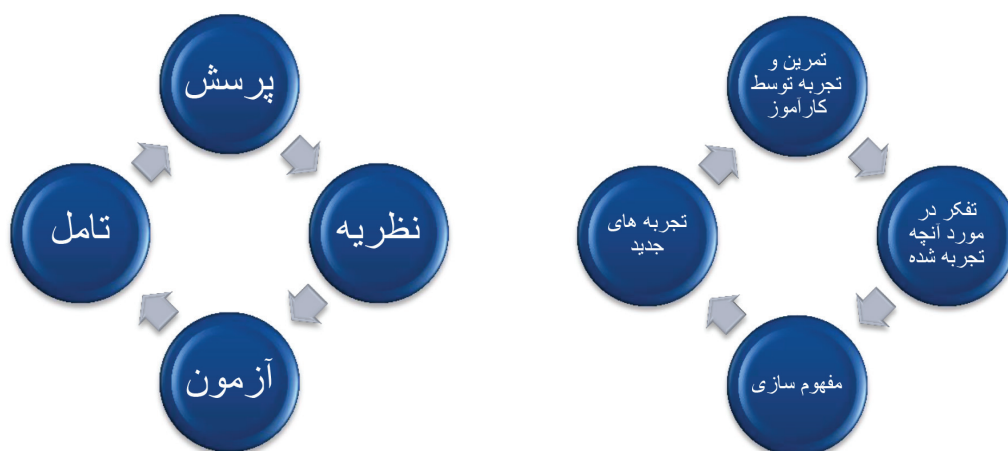 پرسش
نظریه
آزمون
تامل
تمرین و
تجربه توسط
کارآموز
تفکر در
مورد آنچه
تجربه شده
مفهوم سازی
تجربه های
جدید